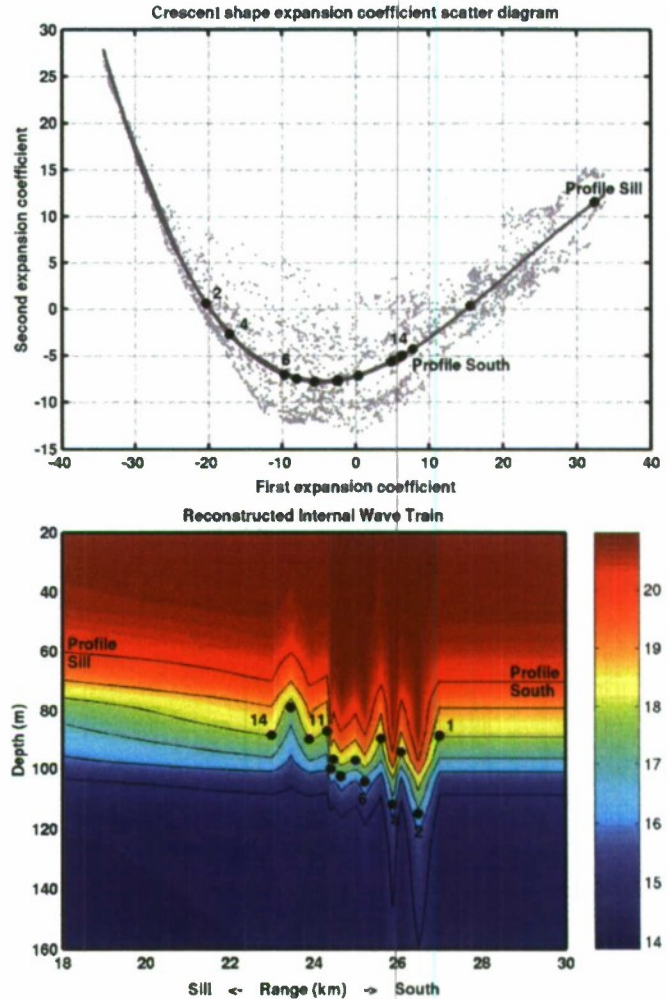 Crescent shape expansion coefficient scatter diagram
30
25
20
15
10
5
0
-5
-10
-15
Second expansion coefficient
Profile Sill
2
4
6
14
Profile South
-40 -30 -20 -10 0 10 20 30 40
First expansion coefficient
Reconstructed Internal Wave Train
20
40
60
80
100
120
140
160
Depth (m)
Profile
Sill
Profile
South
14
11
1
6
2
20
19
18
17
16
15
14
18 20 22 24 26 28 30
Sill <- Range (km) -> South